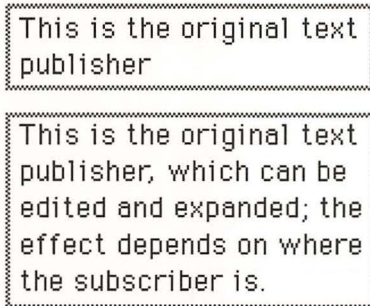 This is the original text
publisher
This is the original text
publisher, which can be
edited and expanded; the
effect depends on where
the subscriber is.